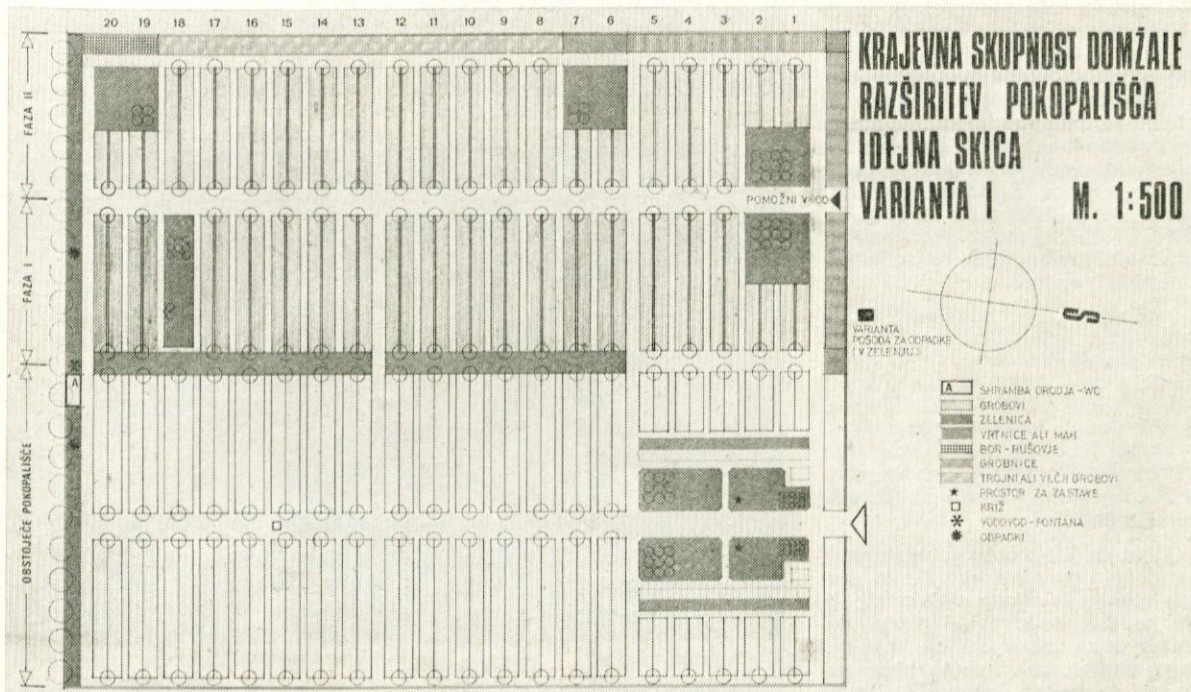 20 19 18 17 16 15 14 13 12 11 10 9 8 7 6 5 4 3 2 1
KRAJEVNA SKUPNOST DOMŽALE
RAZŠIRITEV POKOPALIŠČA
IDEJNA SKICA
VARIANTA I M. 1:500
FAZA II
FAZA I
OBSTOJEČE POKOPALIŠČE
POMOŽNI VHOD
S
VARIANTA
POSODA ZA ODPADKE
( V ZELENJU )
A
A SHRAMBA ORODJA - WC
GROBOVI
ZELENICA
VRTNICE ALI MAH
BOR - RUŠOVJE
GROBNICE
TROJNI ALI VEČJI GROBOVI
PROSTOR ZA ZASTAVE
KRIŽ
VODOVOD - FONTANA
ODPADKI